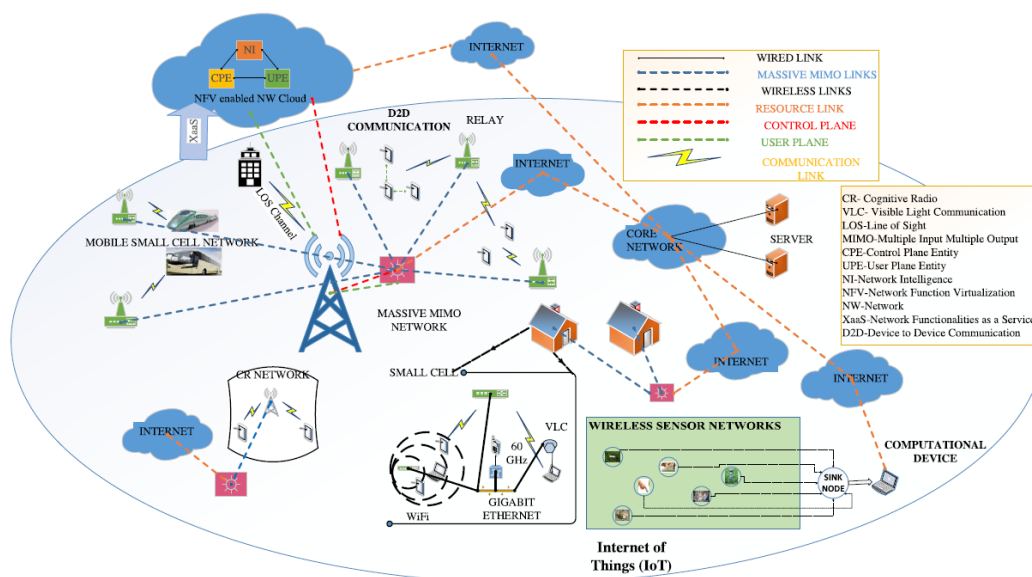 NI
CPE
UPE
NFV enabled NW Cloud
XaaS
INTERNET
WIRED LINK
MASSIVE MIMO LINKS
WIRELESS LINKS
RESOURCE LINK
CONTROL PLANE
USER PLANE
COMMUNICATION
LINK
D2D
COMMUNICATION
RELAY
INTERNET
LOS Channel
MOBILE SMALL CELL NETWORK
CORE
NETWORK
SERVER
CR- Cognitive Radio
VLC- Visible Light Communication
LOS-Line of Sight
MIMO-Multiple Input Multiple Output
CPE-Control Plane Entity
UPE-User Plane Entity
NI-Network Intelligence
NFV-Network Function Virtualization
NW-Network
XaaS-Network Functionalities as a Service
D2D-Device to Device Communication
MASSIVE MIMO
NETWORK
SMALL CELL
INTERNET
INTERNET
CR NETWORK
INTERNET
60
GHz
VLC
WiFi
GIGABIT
ETHERNET
WIRELESS SENSOR NETWORKS
SINK
NODE
COMPUTATIONAL
DEVICE
Internet of
Things (IoT)